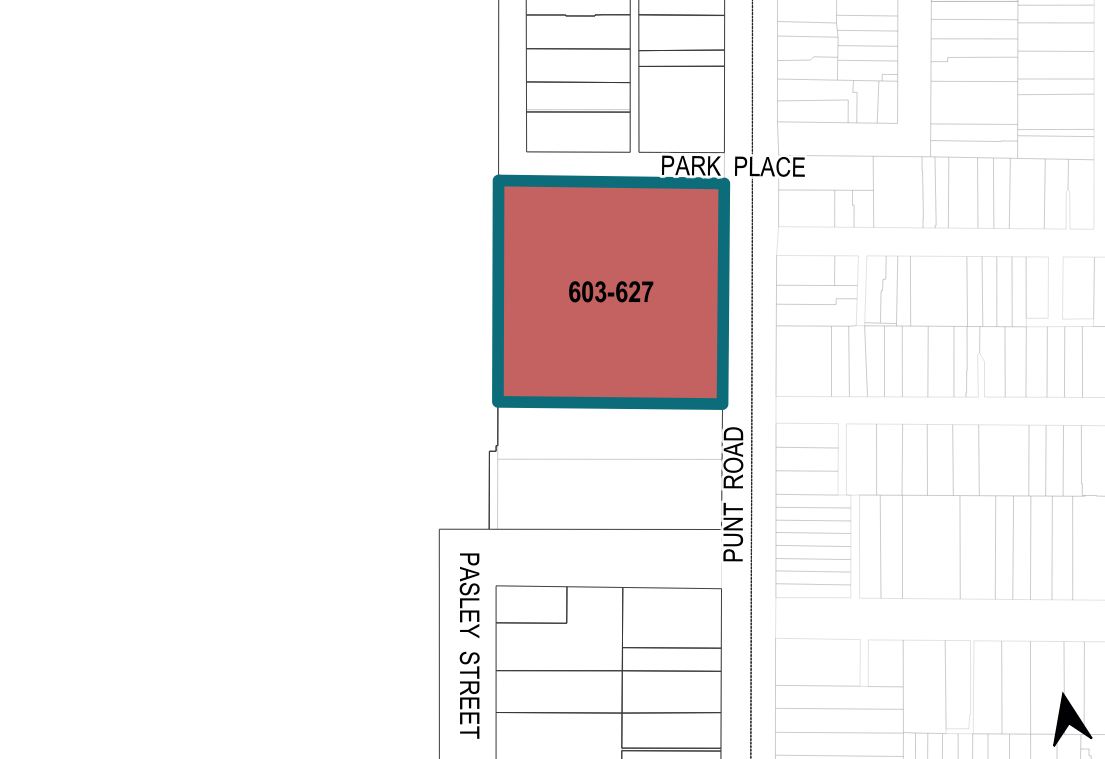 PARK PLACE
603-627
PUNT ROAD
PASLEY STREET